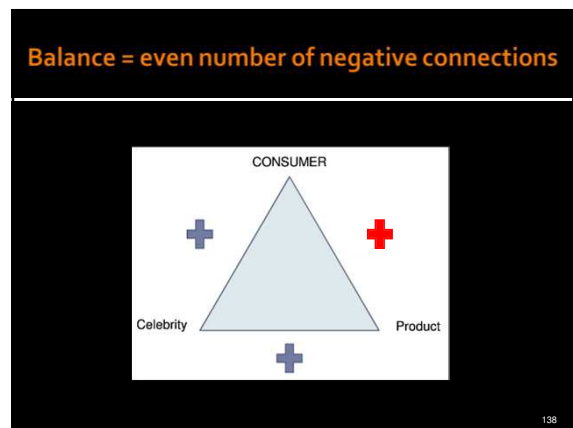 Balance = even number of negative connections
CONSUMER
Celebrity
Product
138